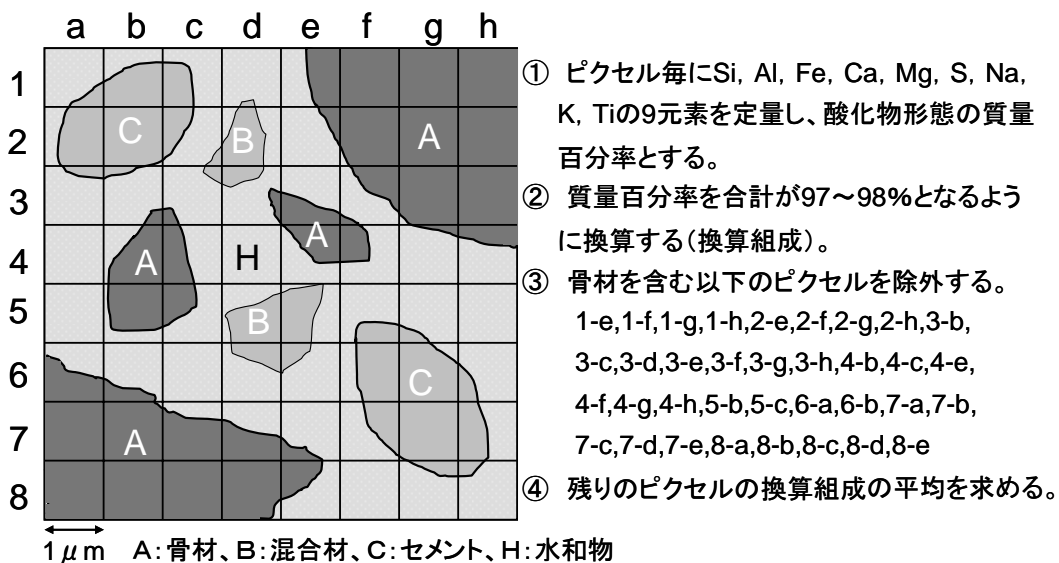 a b c d e f g h
1
2
3
4
5
6
7
8
C
B
A
A
A
H
B
C
A
1μm
A:骨材、B:混合材、C:セメント、H:水和物
① ピクセル毎にSi, Al, Fe, Ca, Mg, S, Na,
K, Tiの9元素を定量し、酸化物形態の質量
百分率とする。
② 質量百分率を合計が97～98%となるよう
に換算する(換算組成)。
③ 骨材を含む以下のピクセルを除外する。
1-e,1-f,1-g,1-h,2-e,2-f,2-g,2-h,3-b,
3-c,3-d,3-e,3-f,3-g,3-h,4-b,4-c,4-e,
4-f,4-g,4-h,5-b,5-c,6-a,6-b,7-a,7-b,
7-c,7-d,7-e,8-a,8-b,8-c,8-d,8-e
④ 残りのピクセルの換算組成の平均を求める。